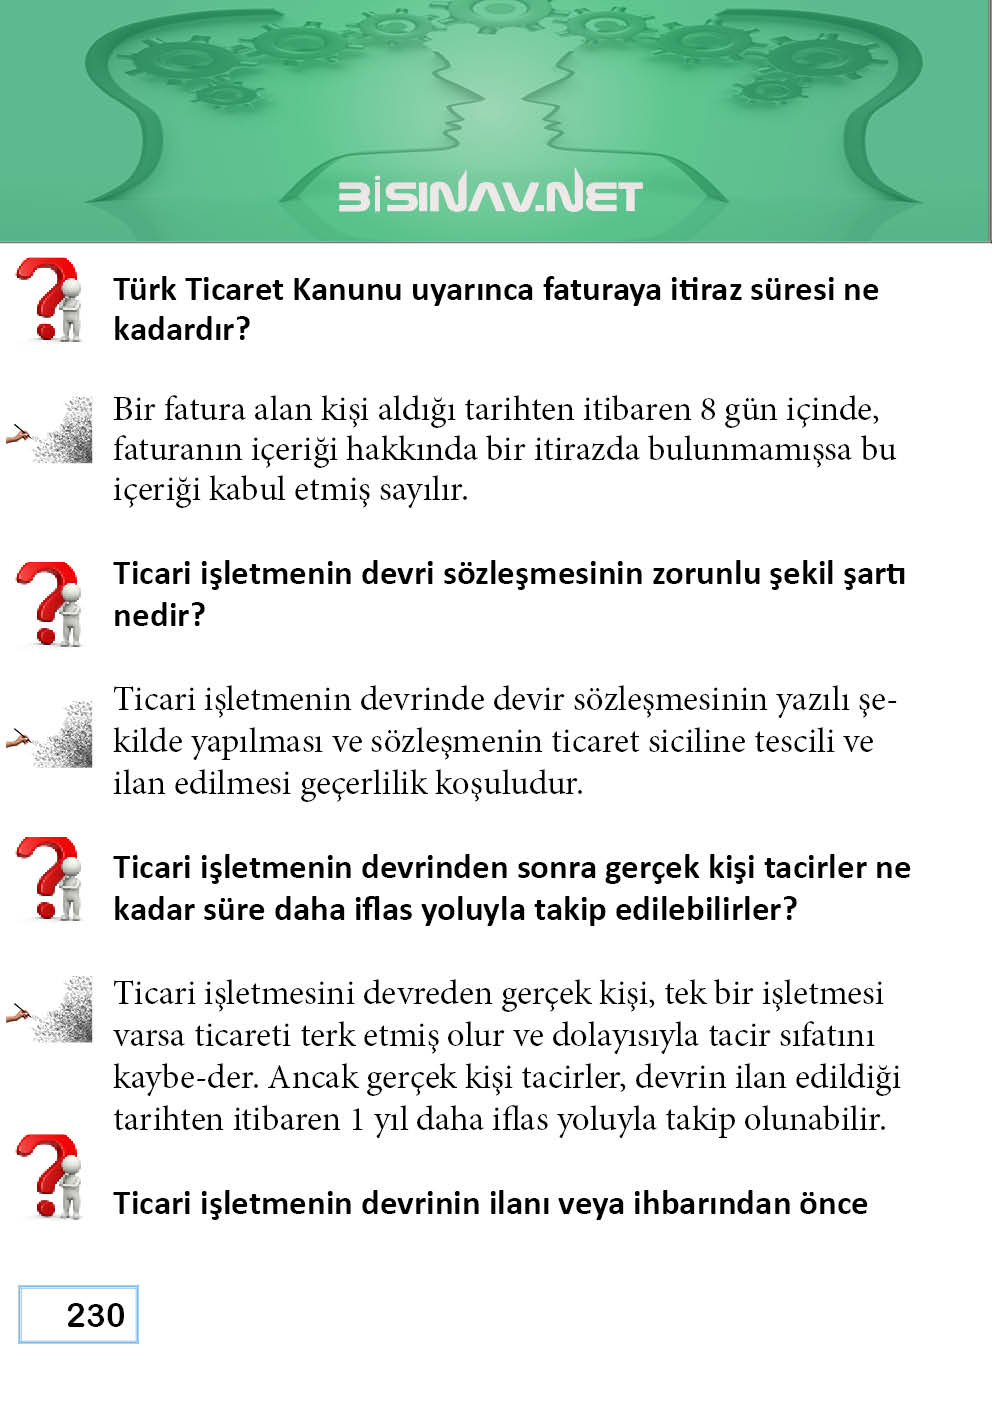 BİSINAV.NET
Türk Ticaret Kanunu uyarınca faturaya itiraz süresi ne
kadardır?
Bir fatura alan kişi aldığı tarihten itibaren 8 gün içinde,
faturanın içeriği hakkında bir itirazda bulunmamışsa bu
içeriği kabul etmiş sayılır.
Ticari işletmenin devri sözleşmesinin zorunlu şekil şartı
nedir?
Ticari işletmenin devrinde devir sözleşmesinin yazılı şe-
kilde yapılması ve sözleşmenin ticaret siciline tescili ve
ilan edilmesi geçerlilik koşuludur.
Ticari işletmenin devrinden sonra gerçek kişi tacirler ne
kadar süre daha iflas yoluyla takip edilebilirler?
Ticari işletmesini devreden gerçek kişi, tek bir işletmesi
varsa ticareti terk etmiş olur ve dolayısıyla tacir sıfatını
kaybe-der. Ancak gerçek kişi tacirler, devrin ilan edildiği
tarihten itibaren 1 yıl daha iflas yoluyla takip olunabilir.
Ticari işletmenin devrinin ilanı veya ihbarından önce
230